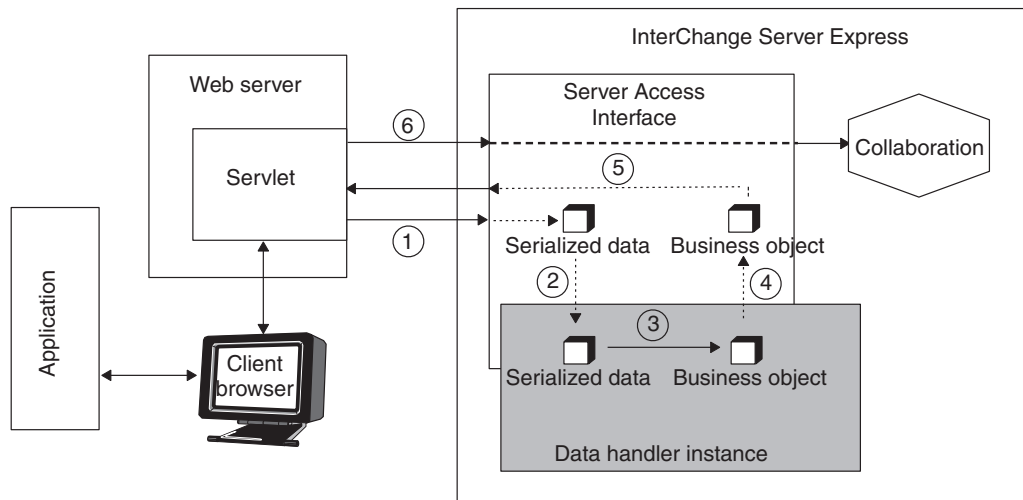 InterChange Server Express
Web server
Server Access
Interface
6
Servlet
Collaboration
5
1
Serialized data
Business object
2
4
Application
3
Client
browser
Serialized data
Business object
Data handler instance